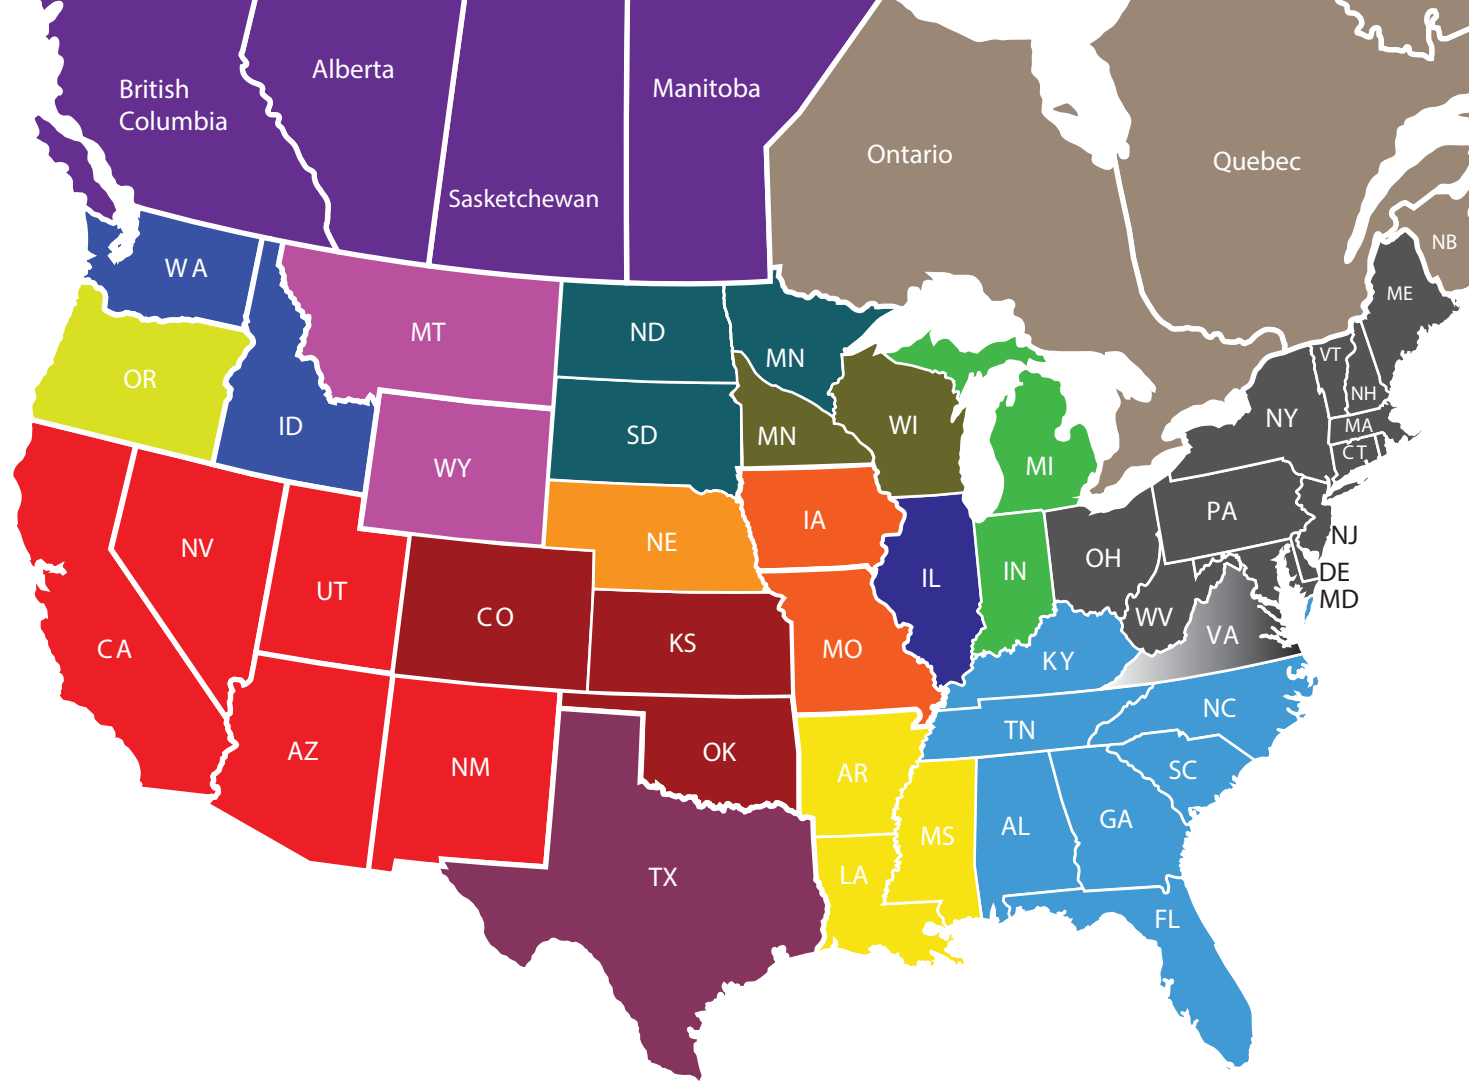 British
Columbia
Alberta
Saskatchewan
Manitoba
Ontario
Quebec
NB
WA
OR
ID
MT
WY
ND
SD
MN
MN
WI
MI
ME
VT
NH
NY
MA
CT
CA
NV
UT
CO
NE
KS
IA
MO
IL
IN
OH
PA
NJ
DE
MD
WV
VA
KY
AZ
NM
OK
TX
AR
LA
MS
TN
NC
SC
AL
GA
FL